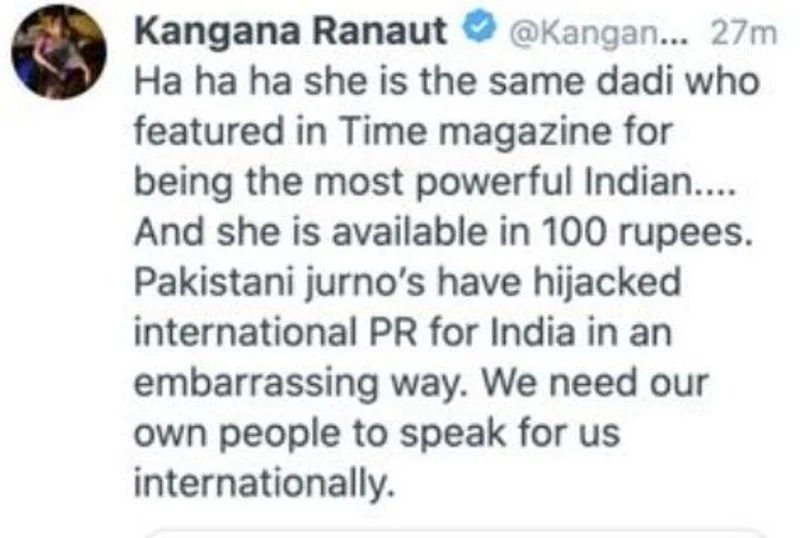 Kangana Ranaut @Kangan... 27m
Ha ha ha she is the same dadi who
featured in Time magazine for
being the most powerful Indian....
And she is available in 100 rupees.
Pakistani jurno's have hijacked
international PR for India in an
embarrassing way. We need our
own people to speak for us
internationally.